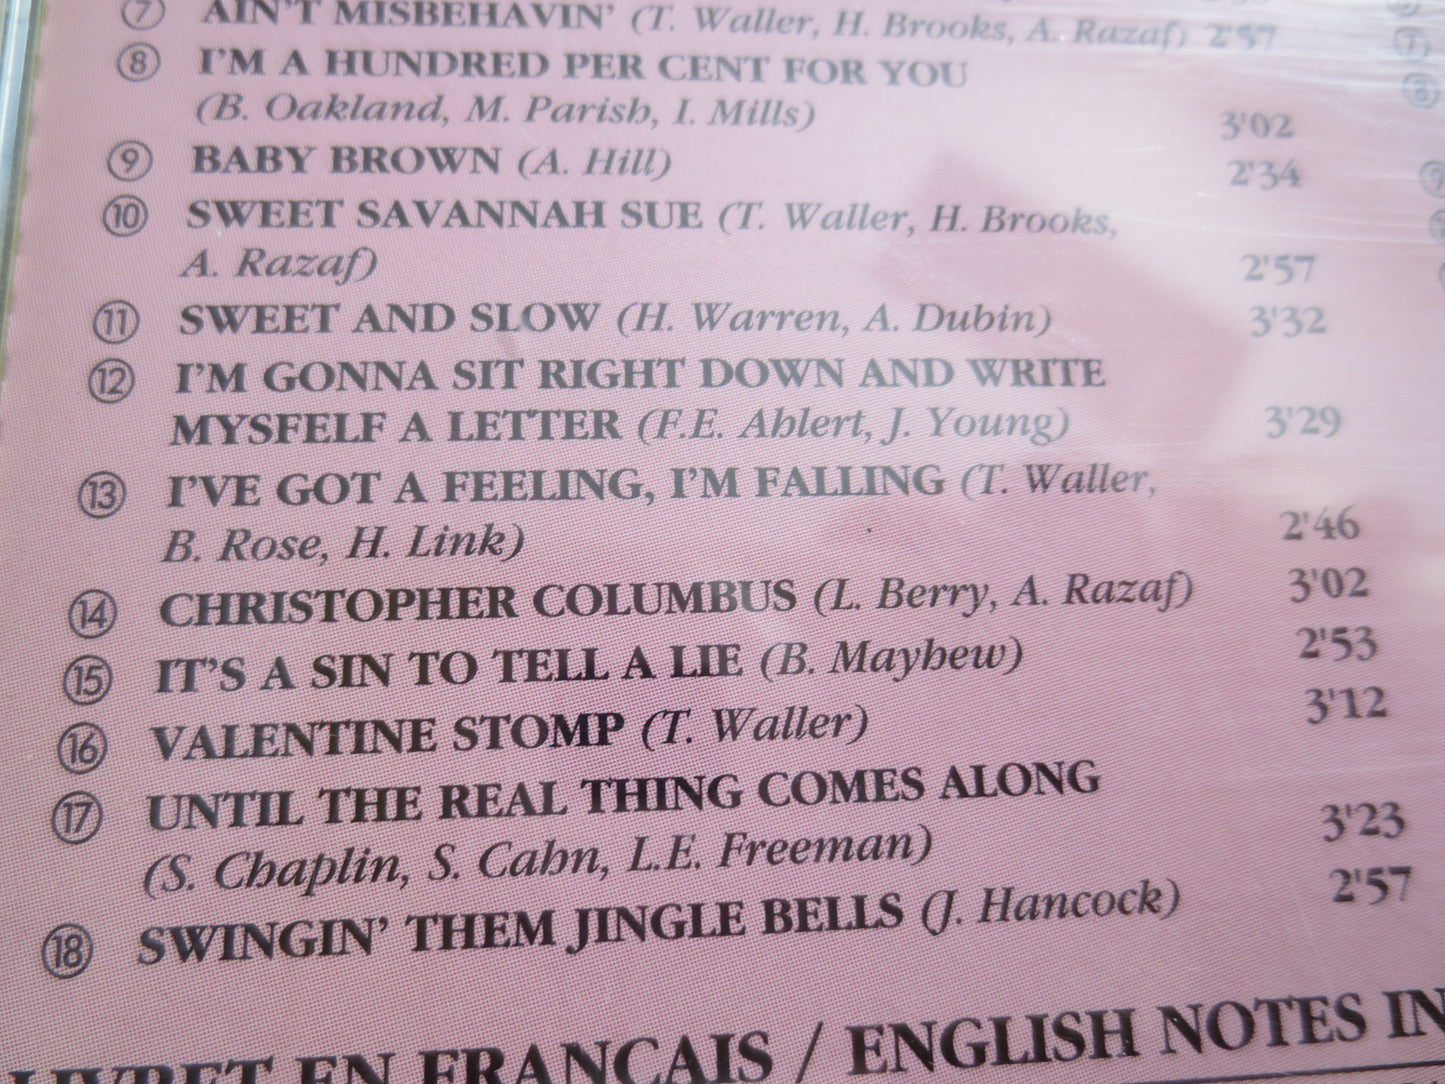 7 AIN'T MISBEHAVIN' (T. Waller, H. Brooks, A. Razaf) 2'57
8 I'M A HUNDRED PER CENT FOR YOU
(B. Oakland, M. Parish, I. Mills) 3'02
9 BABY BROWN (A. Hill) 2'34
10 SWEET SAVANNAH SUE (T. Waller, H. Brooks,
A. Razaf) 2'57
11 SWEET AND SLOW (H. Warren, A. Dubin) 3'32
12 I'M GONNA SIT RIGHT DOWN AND WRITE
MYSFELF A LETTER (F.E. Ahlert, J. Young) 3'29
13 I'VE GOT A FEELING, I'M FALLING (T. Waller,
B. Rose, H. Link) 2'46
14 CHRISTOPHER COLUMBUS (L. Berry, A. Razaf) 3'02
15 IT'S A SIN TO TELL A LIE (B. Mayhew) 2'53
16 VALENTINE STOMP (T. Waller) 3'12
17 UNTIL THE REAL THING COMES ALONG
(S. Chaplin, S. Cahn, L.E. Freeman) 3'23
18 SWINGIN' THEM JINGLE BELLS (J. Hancock) 2'57
LIVRET EN FRANÇAIS / ENGLISH NOTES IN